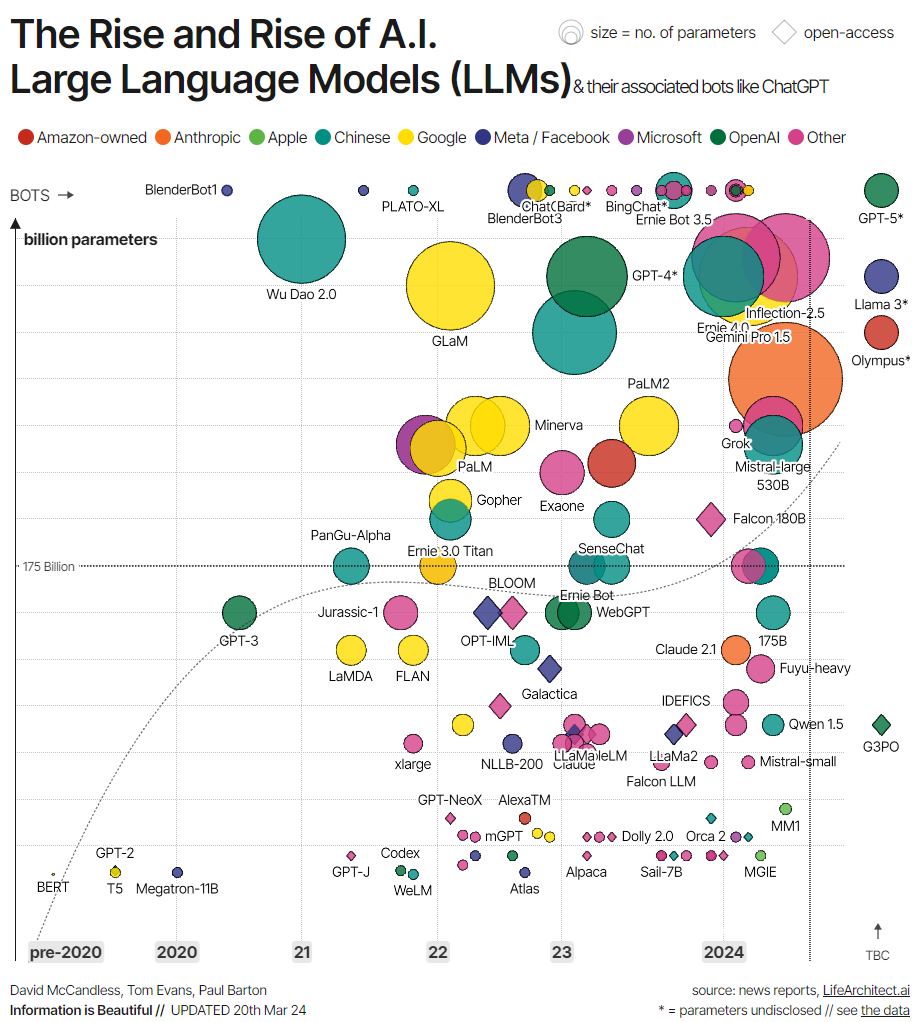 The Rise and Rise of A.I.
size = no. of parameters
open-access
Large Language Models (LLMs) & their associated bots like ChatGPT
Amazon-owned Anthropic Apple Chinese Google Meta / Facebook Microsoft OpenAI Other
BOTS →
BlenderBot1
PLATO-XL
ChatGPT
Bard*
BlenderBot3
BingChat*
Ernie Bot 3.5
GPT-5*
billion parameters
Wu Dao 2.0
GLaM
GPT-4*
Inflection-2.5
Ernie 4.0
Gemini Pro 1.5
Llama 3*
Olympus*
PaLM2
Minerva
PaLM
Grok
Mistral-large
530B
Gopher
Exaone
Falcon 180B
PanGu-Alpha
Ernie 3.0 Titan
SenseChat
175 Billion
BLOOM
Ernie Bot
Jurassic-1
WebGPT
GPT-3
OPT-IML
175B
Claude 2.1
LaMDA
FLAN
Fuyu-heavy
Galactica
IDEFICS
Qwen 1.5
G3PO
xlarge
NLLB-200
Claude
LLaMa
LLaMa2
Mistral-small
Falcon LLM
GPT-NeoX
AlexaTM
MM1
mGPT
Dolly 2.0
Orca 2
GPT-2
Codex
BERT
T5
Megatron-11B
GPT-J
WeLM
Atlas
Alpaca
Sail-7B
MGIE
pre-2020 2020 21 22 23 2024
TBC
David McCandless, Tom Evans, Paul Barton
Information is Beautiful // UPDATED 20th Mar 24
source: news reports, LifeArchitect.ai
* = parameters undisclosed // see the data